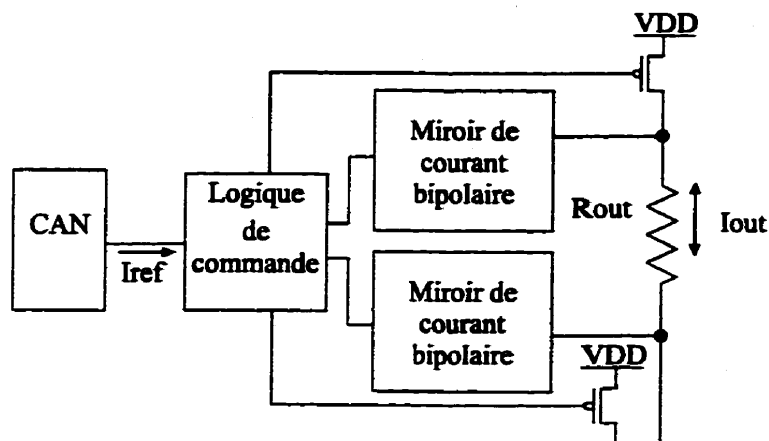 VDD
Miroir de
courant
bipolaire
CAN
Iref
Logique
de
commande
Rout
Iout
Miroir de
courant
bipolaire
VDD